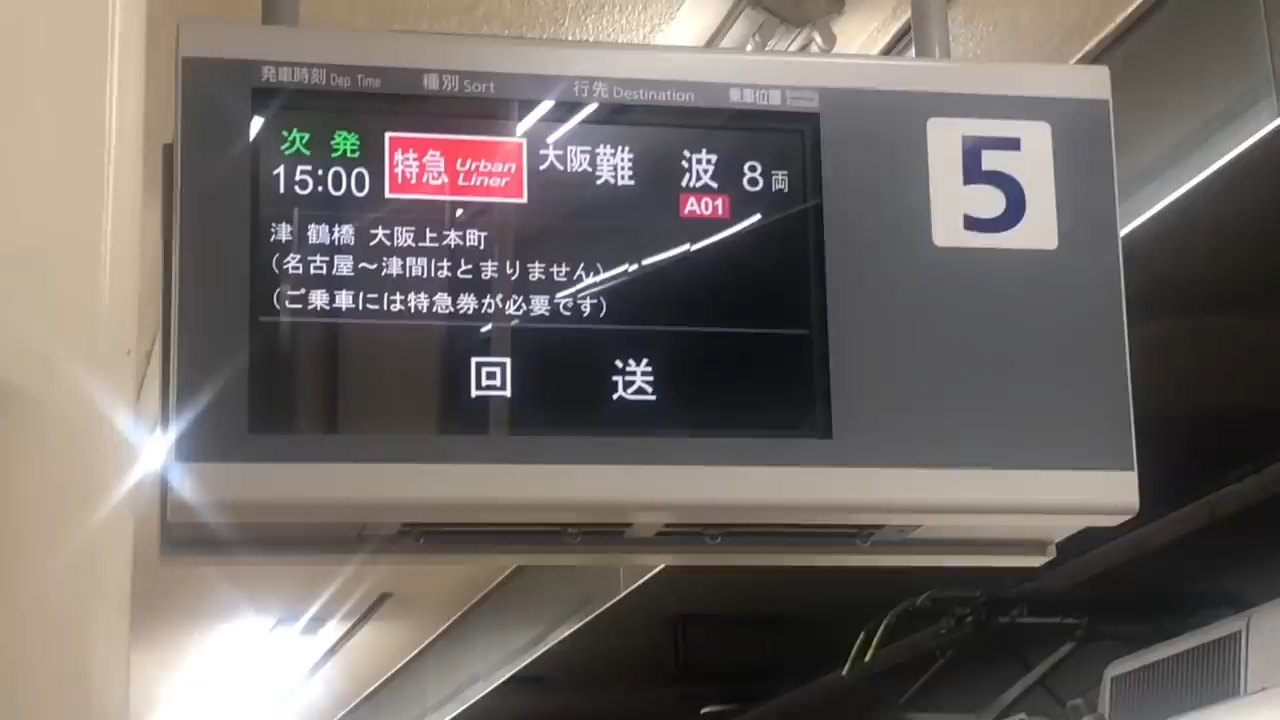 発車時刻 Dep Time 種別 Sort 行先 Destination 乗車位置
次発
15:00 特急 Urban Liner 大阪難波 8両
A01
5
津 鶴橋 大阪上本町
(名古屋～津間はとまりません)
(ご乗車には特急券が必要です)
回送